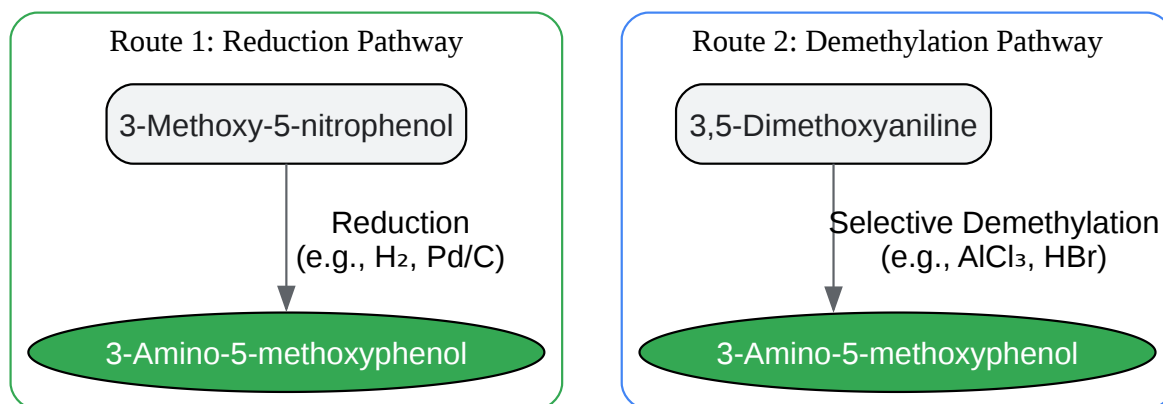 Route 1: Reduction Pathway
3-Methoxy-5-nitrophenol
Reduction
(e.g., H₂, Pd/C)
3-Amino-5-methoxyphenol
Route 2: Demethylation Pathway
3,5-Dimethoxyaniline
Selective Demethylation
(e.g., AlCl₃, HBr)
3-Amino-5-methoxyphenol